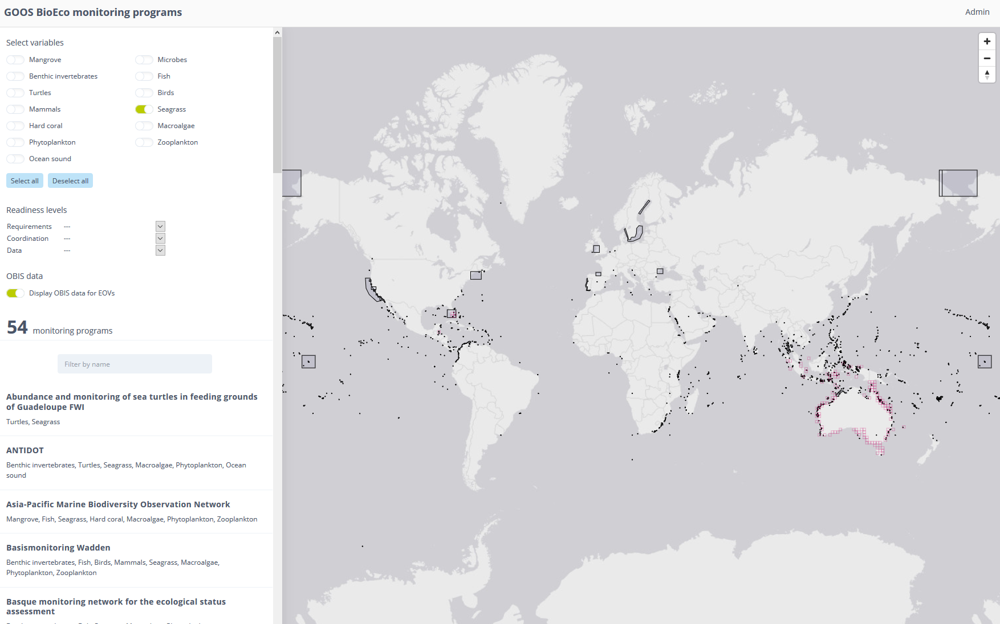 GOOS BioEco monitoring programs
Admin
Select variables
Mangrove
Microbes
Benthic invertebrates
Fish
Turtles
Birds
Mammals
Seagrass
Hard coral
Macroalgae
Phytoplankton
Zooplankton
Ocean sound
Select all
Deselect all
Readiness levels
Requirements ---
Coordination ---
Data ---
OBIS data
Display OBIS data for EOVs
54 monitoring programs
Filter by name
Abundance and monitoring of sea turtles in feeding grounds
of Guadeloupe FWI
Turtles, Seagrass
ANTIDOT
Benthic invertebrates, Turtles, Seagrass, Macroalgae, Phytoplankton, Ocean
sound
Asia-Pacific Marine Biodiversity Observation Network
Mangrove, Fish, Seagrass, Hard coral, Macroalgae, Phytoplankton, Zooplankton
Basismonitoring Wadden
Benthic invertebrates, Fish, Birds, Mammals, Seagrass, Macroalgae,
Phytoplankton, Zooplankton
Basque monitoring network for the ecological status
assessment